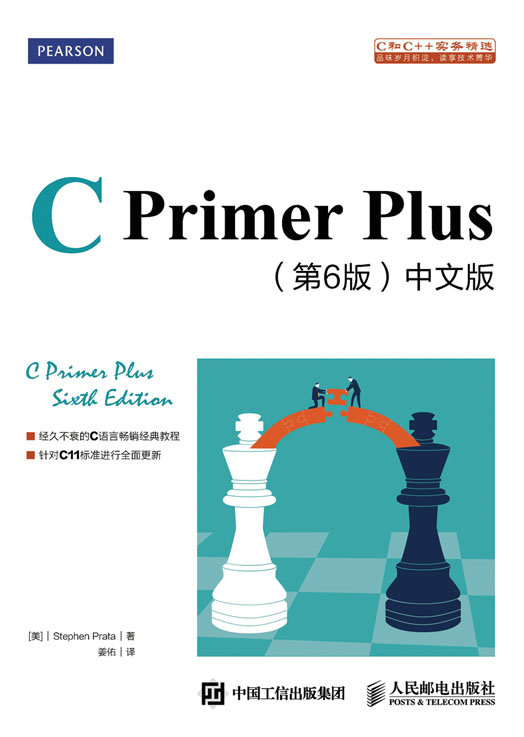 PEARSON
C和C++实务精选
品味岁月积淀，读享技术菁华
C Primer Plus
（第6版）中文版
C Primer Plus
Sixth Edition
■ 经久不衰的C语言畅销经典教程
■ 针对C11标准进行全面更新
[美] | Stephen Prata | 著
姜佑 | 译
中国工信出版集团
人民邮电出版社
POSTS & TELECOM PRESS